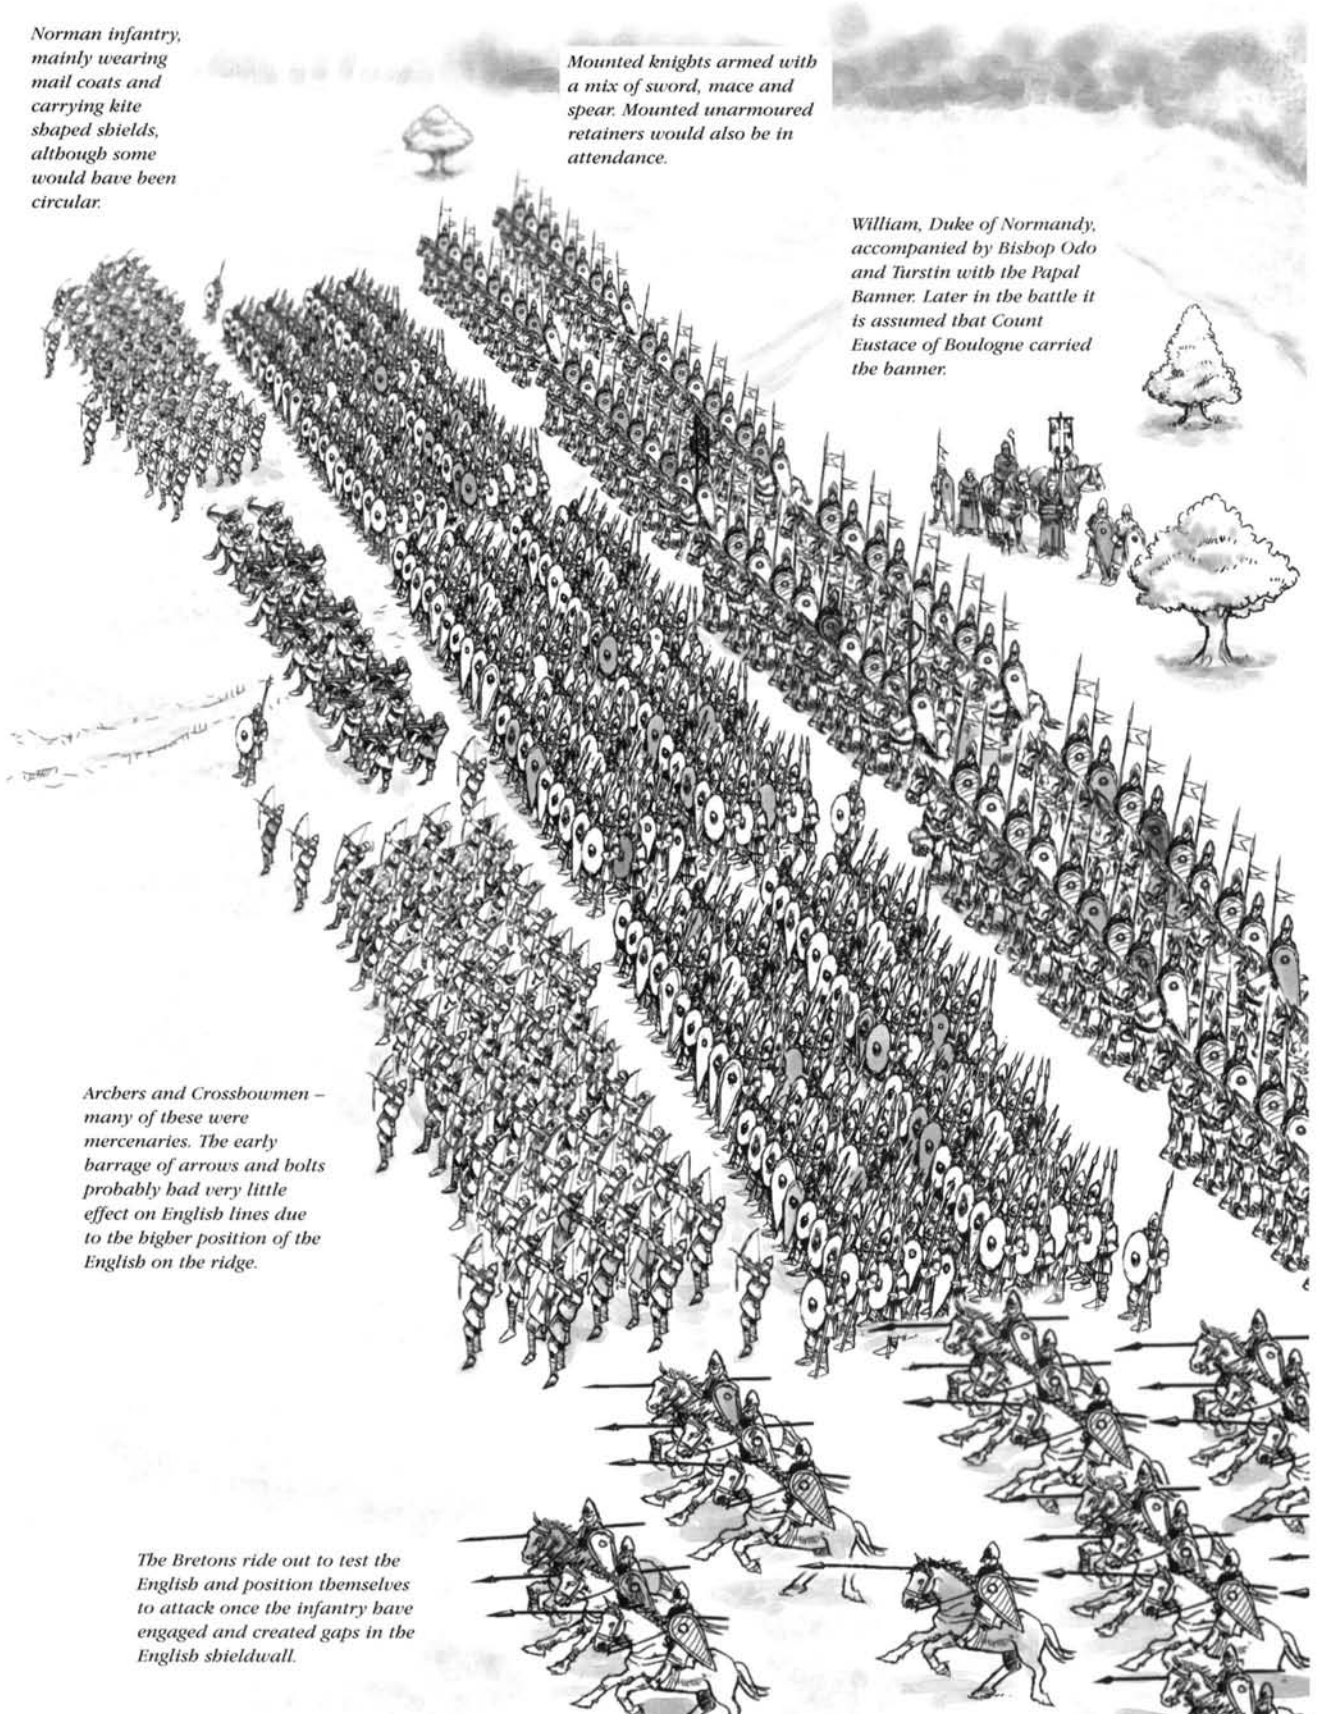 Norman infantry,
mainly wearing
mail coats and
carrying kite
shaped shields,
although some
would have been
circular.
Mounted knights armed with
a mix of sword, mace and
spear. Mounted unarmoured
retainers would also be in
attendance.
William, Duke of Normandy,
accompanied by Bishop Odo
and Turstin with the Papal
Banner. Later in the battle it
is assumed that Count
Eustace of Boulogne carried
the banner.
Archers and Crossbowmen –
many of these were
mercenaries. The early
barrage of arrows and bolts
probably had very little
effect on English lines due
to the higher position of the
English on the ridge.
The Bretons ride out to test the
English and position themselves
to attack once the infantry have
engaged and created gaps in the
English shieldwall.